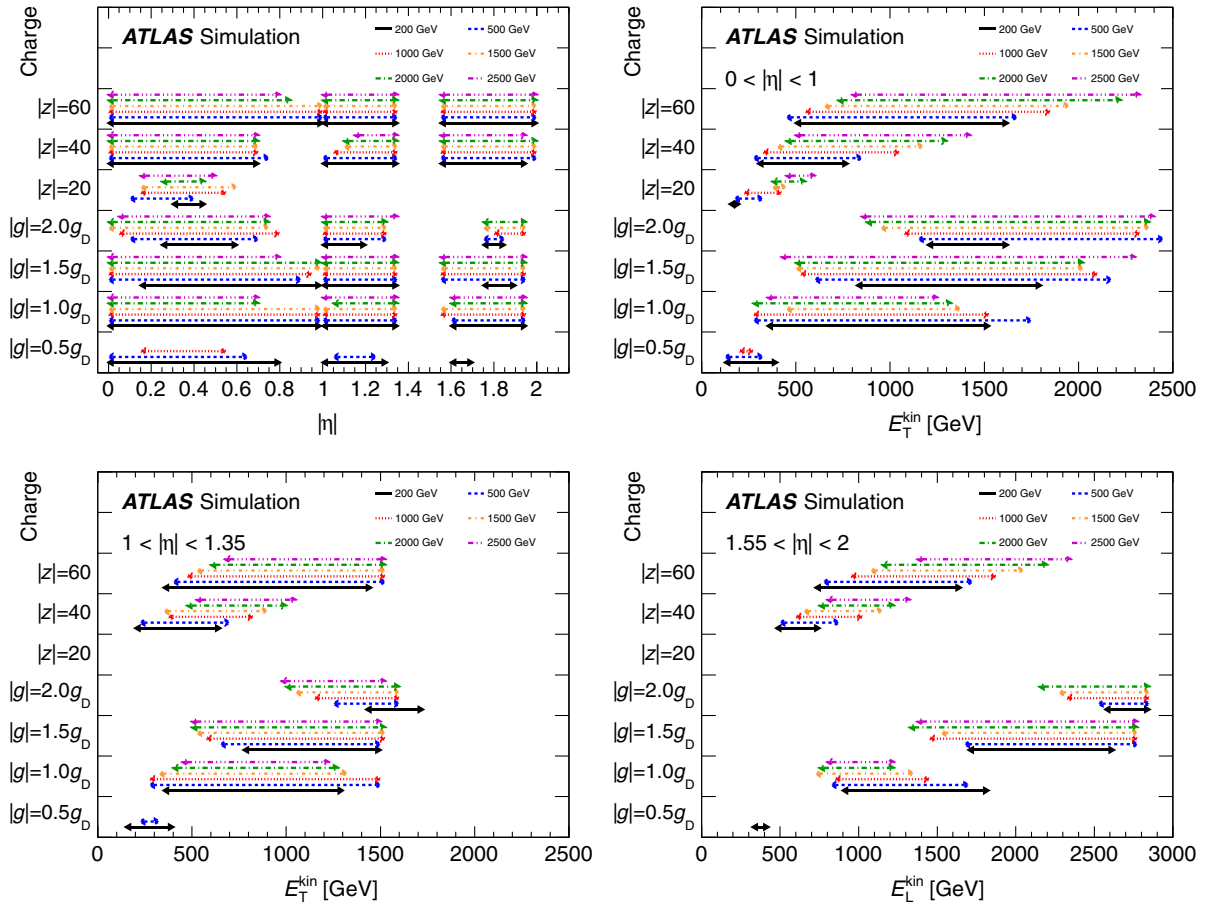 Charge
ATLAS Simulation
200 GeV 500 GeV
1000 GeV 1500 GeV
2000 GeV 2500 GeV
|z|=60
|z|=40
|z|=20
|g|=2.0g_D
|g|=1.5g_D
|g|=1.0g_D
|g|=0.5g_D
0 0.2 0.4 0.6 0.8 1 1.2 1.4 1.6 1.8 2
|η|
Charge
ATLAS Simulation
200 GeV 500 GeV
1000 GeV 1500 GeV
2000 GeV 2500 GeV
0 < |η| < 1
|z|=60
|z|=40
|z|=20
|g|=2.0g_D
|g|=1.5g_D
|g|=1.0g_D
|g|=0.5g_D
0 500 1000 1500 2000 2500
E_T^kin [GeV]
Charge
ATLAS Simulation
200 GeV 500 GeV
1000 GeV 1500 GeV
2000 GeV 2500 GeV
1 < |η| < 1.35
|z|=60
|z|=40
|z|=20
|g|=2.0g_D
|g|=1.5g_D
|g|=1.0g_D
|g|=0.5g_D
0 500 1000 1500 2000 2500
E_T^kin [GeV]
Charge
ATLAS Simulation
200 GeV 500 GeV
1000 GeV 1500 GeV
2000 GeV 2500 GeV
1.55 < |η| < 2
|z|=60
|z|=40
|z|=20
|g|=2.0g_D
|g|=1.5g_D
|g|=1.0g_D
|g|=0.5g_D
0 500 1000 1500 2000 2500 3000
E_L^kin [GeV]